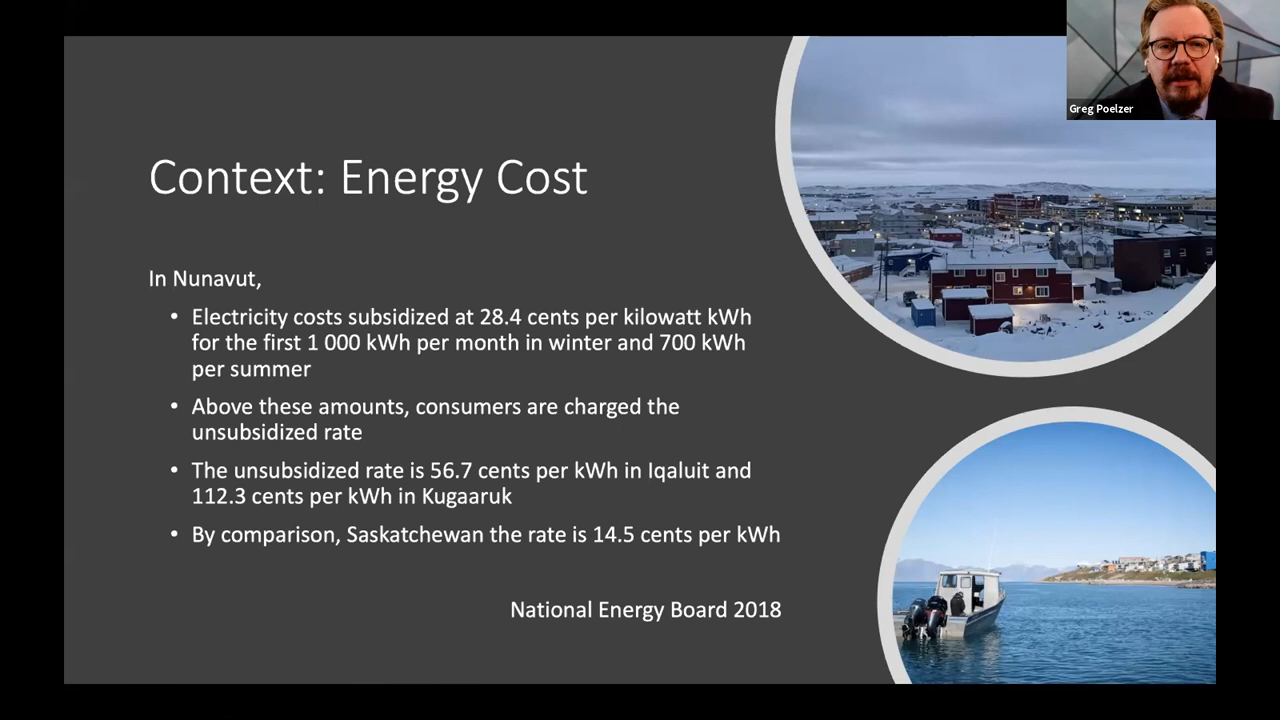 Greg Poelzer
Context: Energy Cost
In Nunavut,
• Electricity costs subsidized at 28.4 cents per kilowatt kWh
for the first 1 000 kWh per month in winter and 700 kWh
per summer
• Above these amounts, consumers are charged the
unsubsidized rate
• The unsubsidized rate is 56.7 cents per kWh in Iqaluit and
112.3 cents per kWh in Kugaaruk
• By comparison, Saskatchewan the rate is 14.5 cents per kWh
National Energy Board 2018